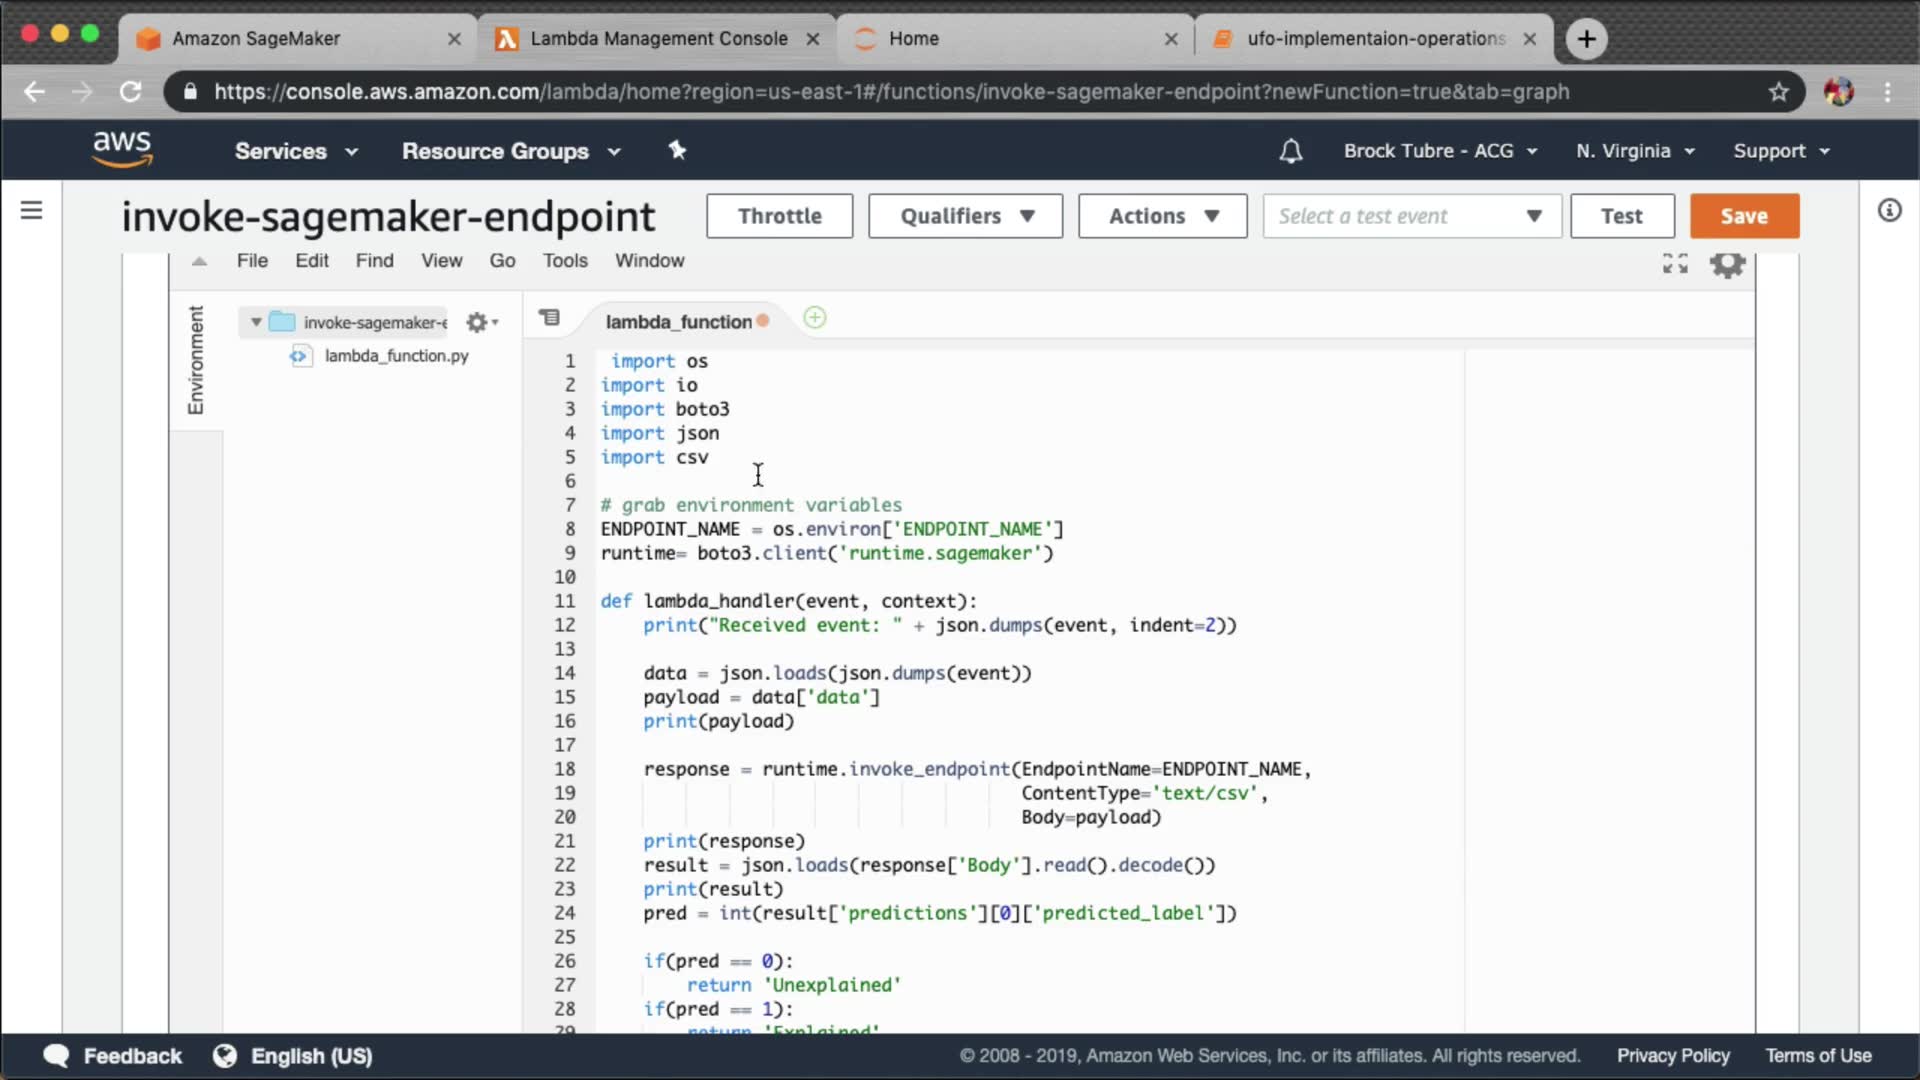 Amazon SageMaker
Lambda Management Console
Home
ufo-implementaion-operations
https://console.aws.amazon.com/lambda/home?region=us-east-1#/functions/invoke-sagemaker-endpoint?newFunction=true&tab=graph
aws
Services
Resource Groups
Brock Tubre - ACG
N. Virginia
Support
invoke-sagemaker-endpoint
Throttle
Qualifiers
Actions
Select a test event
Test
Save
File Edit Find View Go Tools Window
Environment
invoke-sagemaker-e
lambda_function.py
lambda_function
1 import os
2 import io
3 import boto3
4 import json
5 import csv
6
7 # grab environment variables
8 ENDPOINT_NAME = os.environ['ENDPOINT_NAME']
9 runtime= boto3.client('runtime.sagemaker')
10
11 def lambda_handler(event, context):
12     print("Received event: " + json.dumps(event, indent=2))
13
14     data = json.loads(json.dumps(event))
15     payload = data['data']
16     print(payload)
17
18     response = runtime.invoke_endpoint(EndpointName=ENDPOINT_NAME,
19                                        ContentType='text/csv',
20                                        Body=payload)
21     print(response)
22     result = json.loads(response['Body'].read().decode())
23     print(result)
24     pred = int(result['predictions'][0]['predicted_label'])
25
26     if(pred == 0):
27         return 'Unexplained'
28     if(pred == 1):
29         return 'Explained'
Feedback
English (US)
© 2008 - 2019, Amazon Web Services, Inc. or its affiliates. All rights reserved.
Privacy Policy
Terms of Use